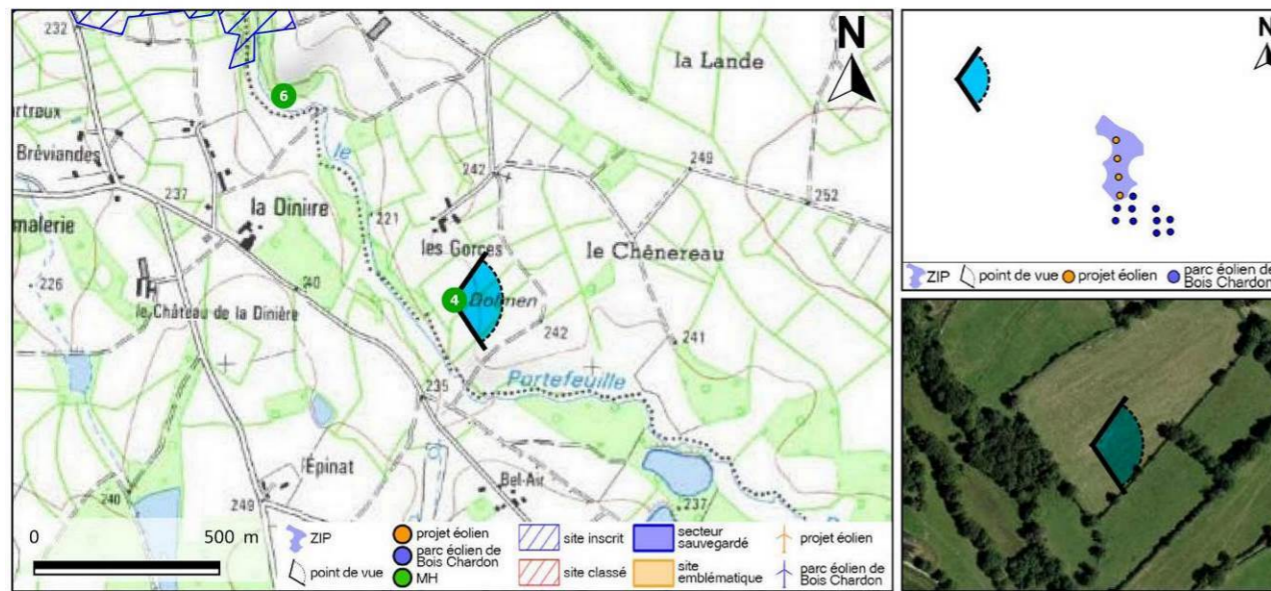 232
N
la Lande
6
rtreux
Bréviandes
le
242
249
252
237
la Dinière
221
malerie
les Gorces
le Chênereau
226
240
4
Dolmen
le Château de la Dinière
242
241
235
Portefeuille
Épinat
Bel-Air
240
249
237
0 500 m
ZIP
point de vue
projet éolien
parc éolien de
Bois Chardon
MH
site inscrit
site classé
secteur
sauvegardé
site
emblématique
projet éolien
parc éolien de
Bois Chardon
N
ZIP point de vue projet éolien parc éolien de
Bois Chardon